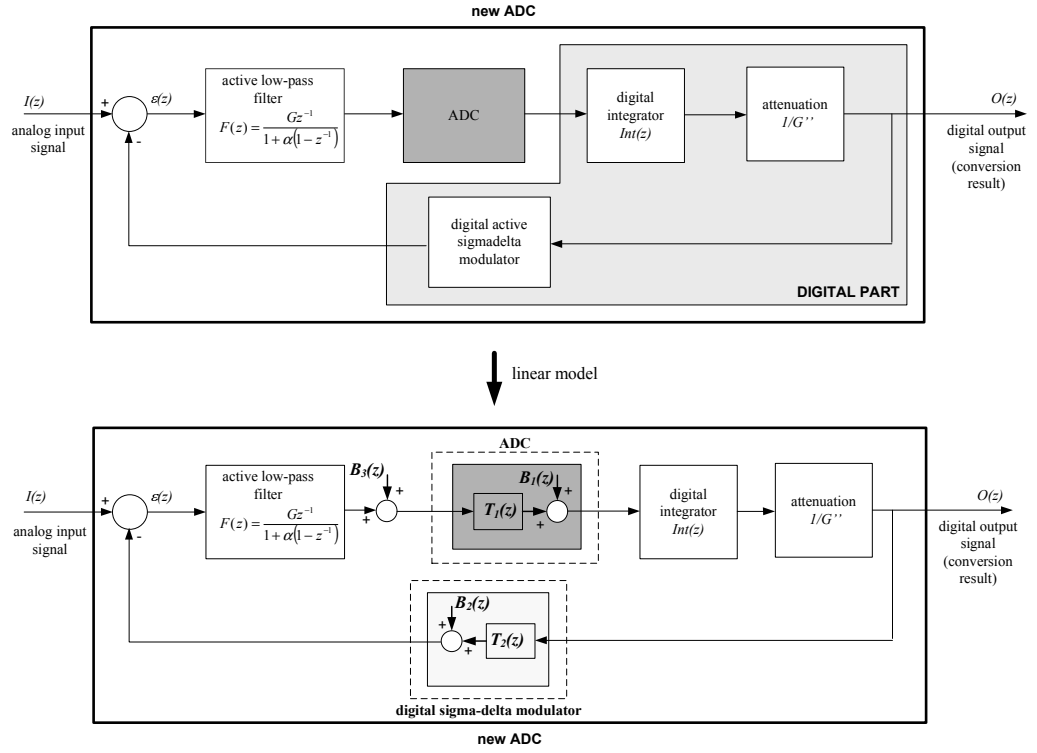 new ADC
I(z)
analog input
signal
+
-
ε(z)
active low-pass
filter
F(z) = Gz⁻¹ / 1 + α(1 − z⁻¹)
ADC
digital
integrator
Int(z)
attenuation
1/G’’
O(z)
digital output
signal
(conversion
result)
digital active
sigmadelta
modulator
DIGITAL PART
linear model
ADC
I(z)
analog input
signal
+
-
ε(z)
active low-pass
filter
F(z) = Gz⁻¹ / 1 + α(1 − z⁻¹)
B₃(z)
+
+
T₁(z)
B₁(z)
+
+
digital
integrator
Int(z)
attenuation
1/G’’
O(z)
digital output
signal
(conversion
result)
B₂(z)
+
+
T₂(z)
digital sigma-delta modulator
new ADC